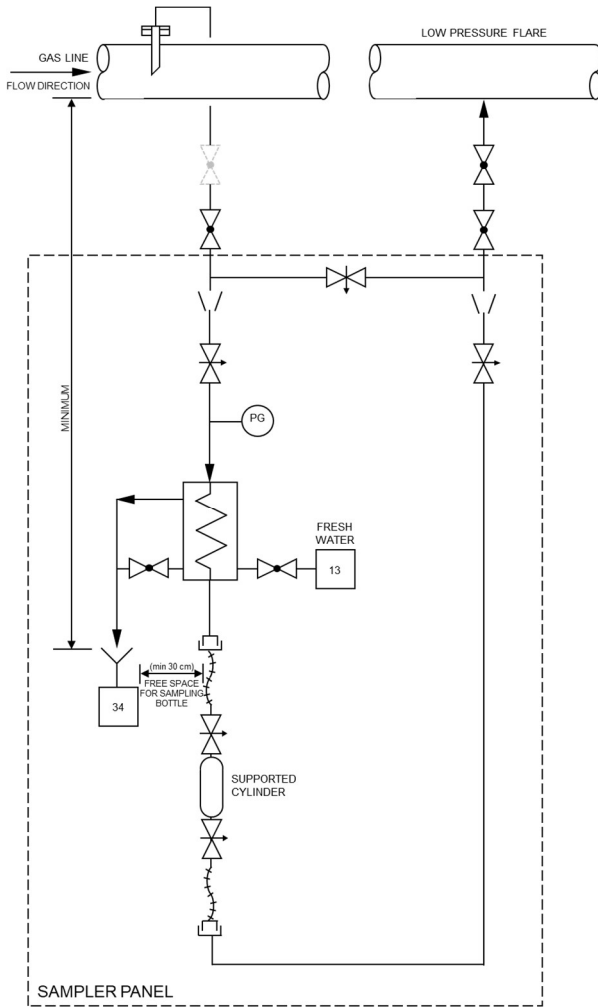 LOW PRESSURE FLARE
GAS LINE
FLOW DIRECTION
MINIMUM
PG
FRESH
WATER
13
(min 30 cm)
FREE SPACE
FOR SAMPLING
BOTTLE
34
SUPPORTED
CYLINDER
SAMPLER PANEL